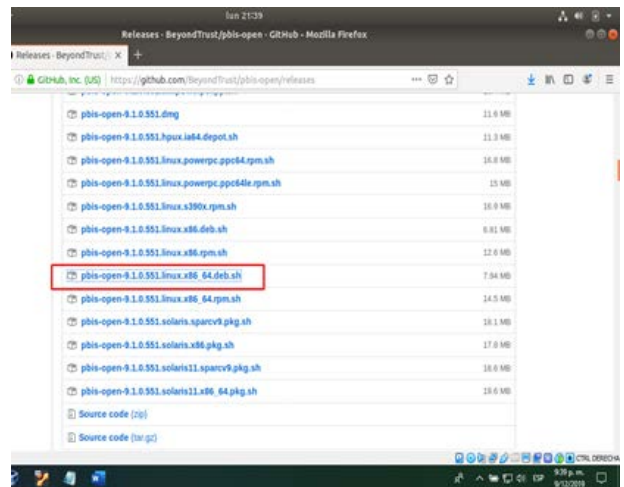 lun 21:39
Releases · BeyondTrust/pbis-open · GitHub - Mozilla Firefox
Releases · BeyondTrust/
GitHub, Inc. (US) https://github.com/BeyondTrust/pbis-open/releases
pbis-open-9.1.0.551.dmg 11.6 MB
pbis-open-9.1.0.551.hpux.ia64.depot.sh 11.3 MB
pbis-open-9.1.0.551.linux.powerpc.ppc64.rpm.sh 16.8 MB
pbis-open-9.1.0.551.linux.powerpc.ppc64le.rpm.sh 15 MB
pbis-open-9.1.0.551.linux.s390x.rpm.sh
pbis-open-9.1.0.551.linux.x86.deb.sh 6.81 MB
pbis-open-9.1.0.551.linux.x86.rpm.sh 12.6 MB
pbis-open-9.1.0.551.linux.x86_64.deb.sh 7.94 MB
pbis-open-9.1.0.551.linux.x86_64.rpm.sh 14.5 MB
pbis-open-9.1.0.551.solaris.sparcv9.pkg.sh 18.1 MB
pbis-open-9.1.0.551.solaris.x86.pkg.sh 17.8 MB
pbis-open-9.1.0.551.solaris11.sparcv9.pkg.sh
pbis-open-9.1.0.551.solaris11.x86_64.pkg.sh 19.6 MB
Source code (zip)
Source code (tar.gz)
CTRL DERECHA
ESP 9:39 p. m.
9/12/2019